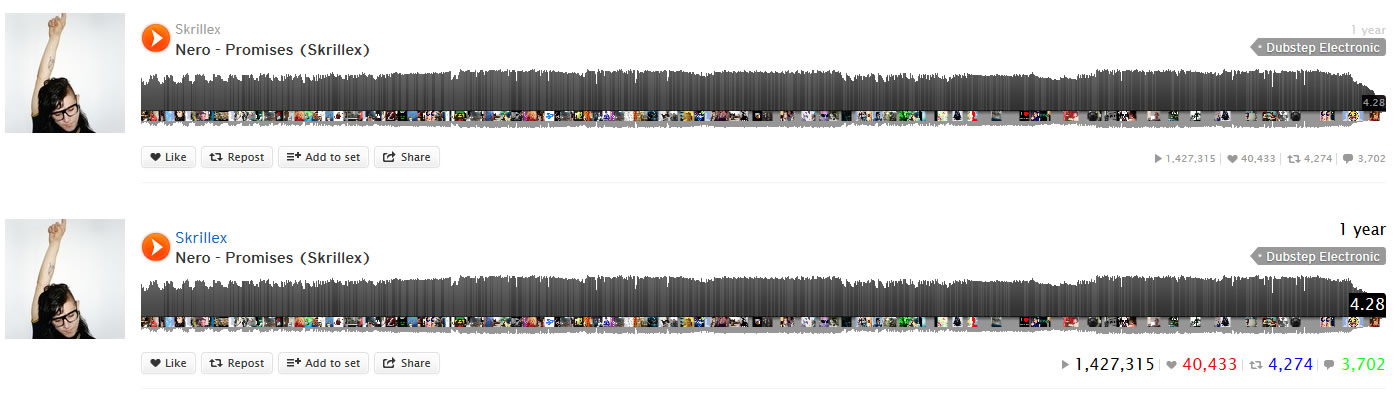 Skrillex
1 year
Nero - Promises (Skrillex)
Dubstep Electronic
4.28
Like Repost Add to set Share
1,427,315 40,433 4,274 3,702
1 year
Skrillex
Nero - Promises (Skrillex)
Dubstep Electronic
4.28
Like Repost Add to set Share
1,427,315 40,433 4,274 3,702